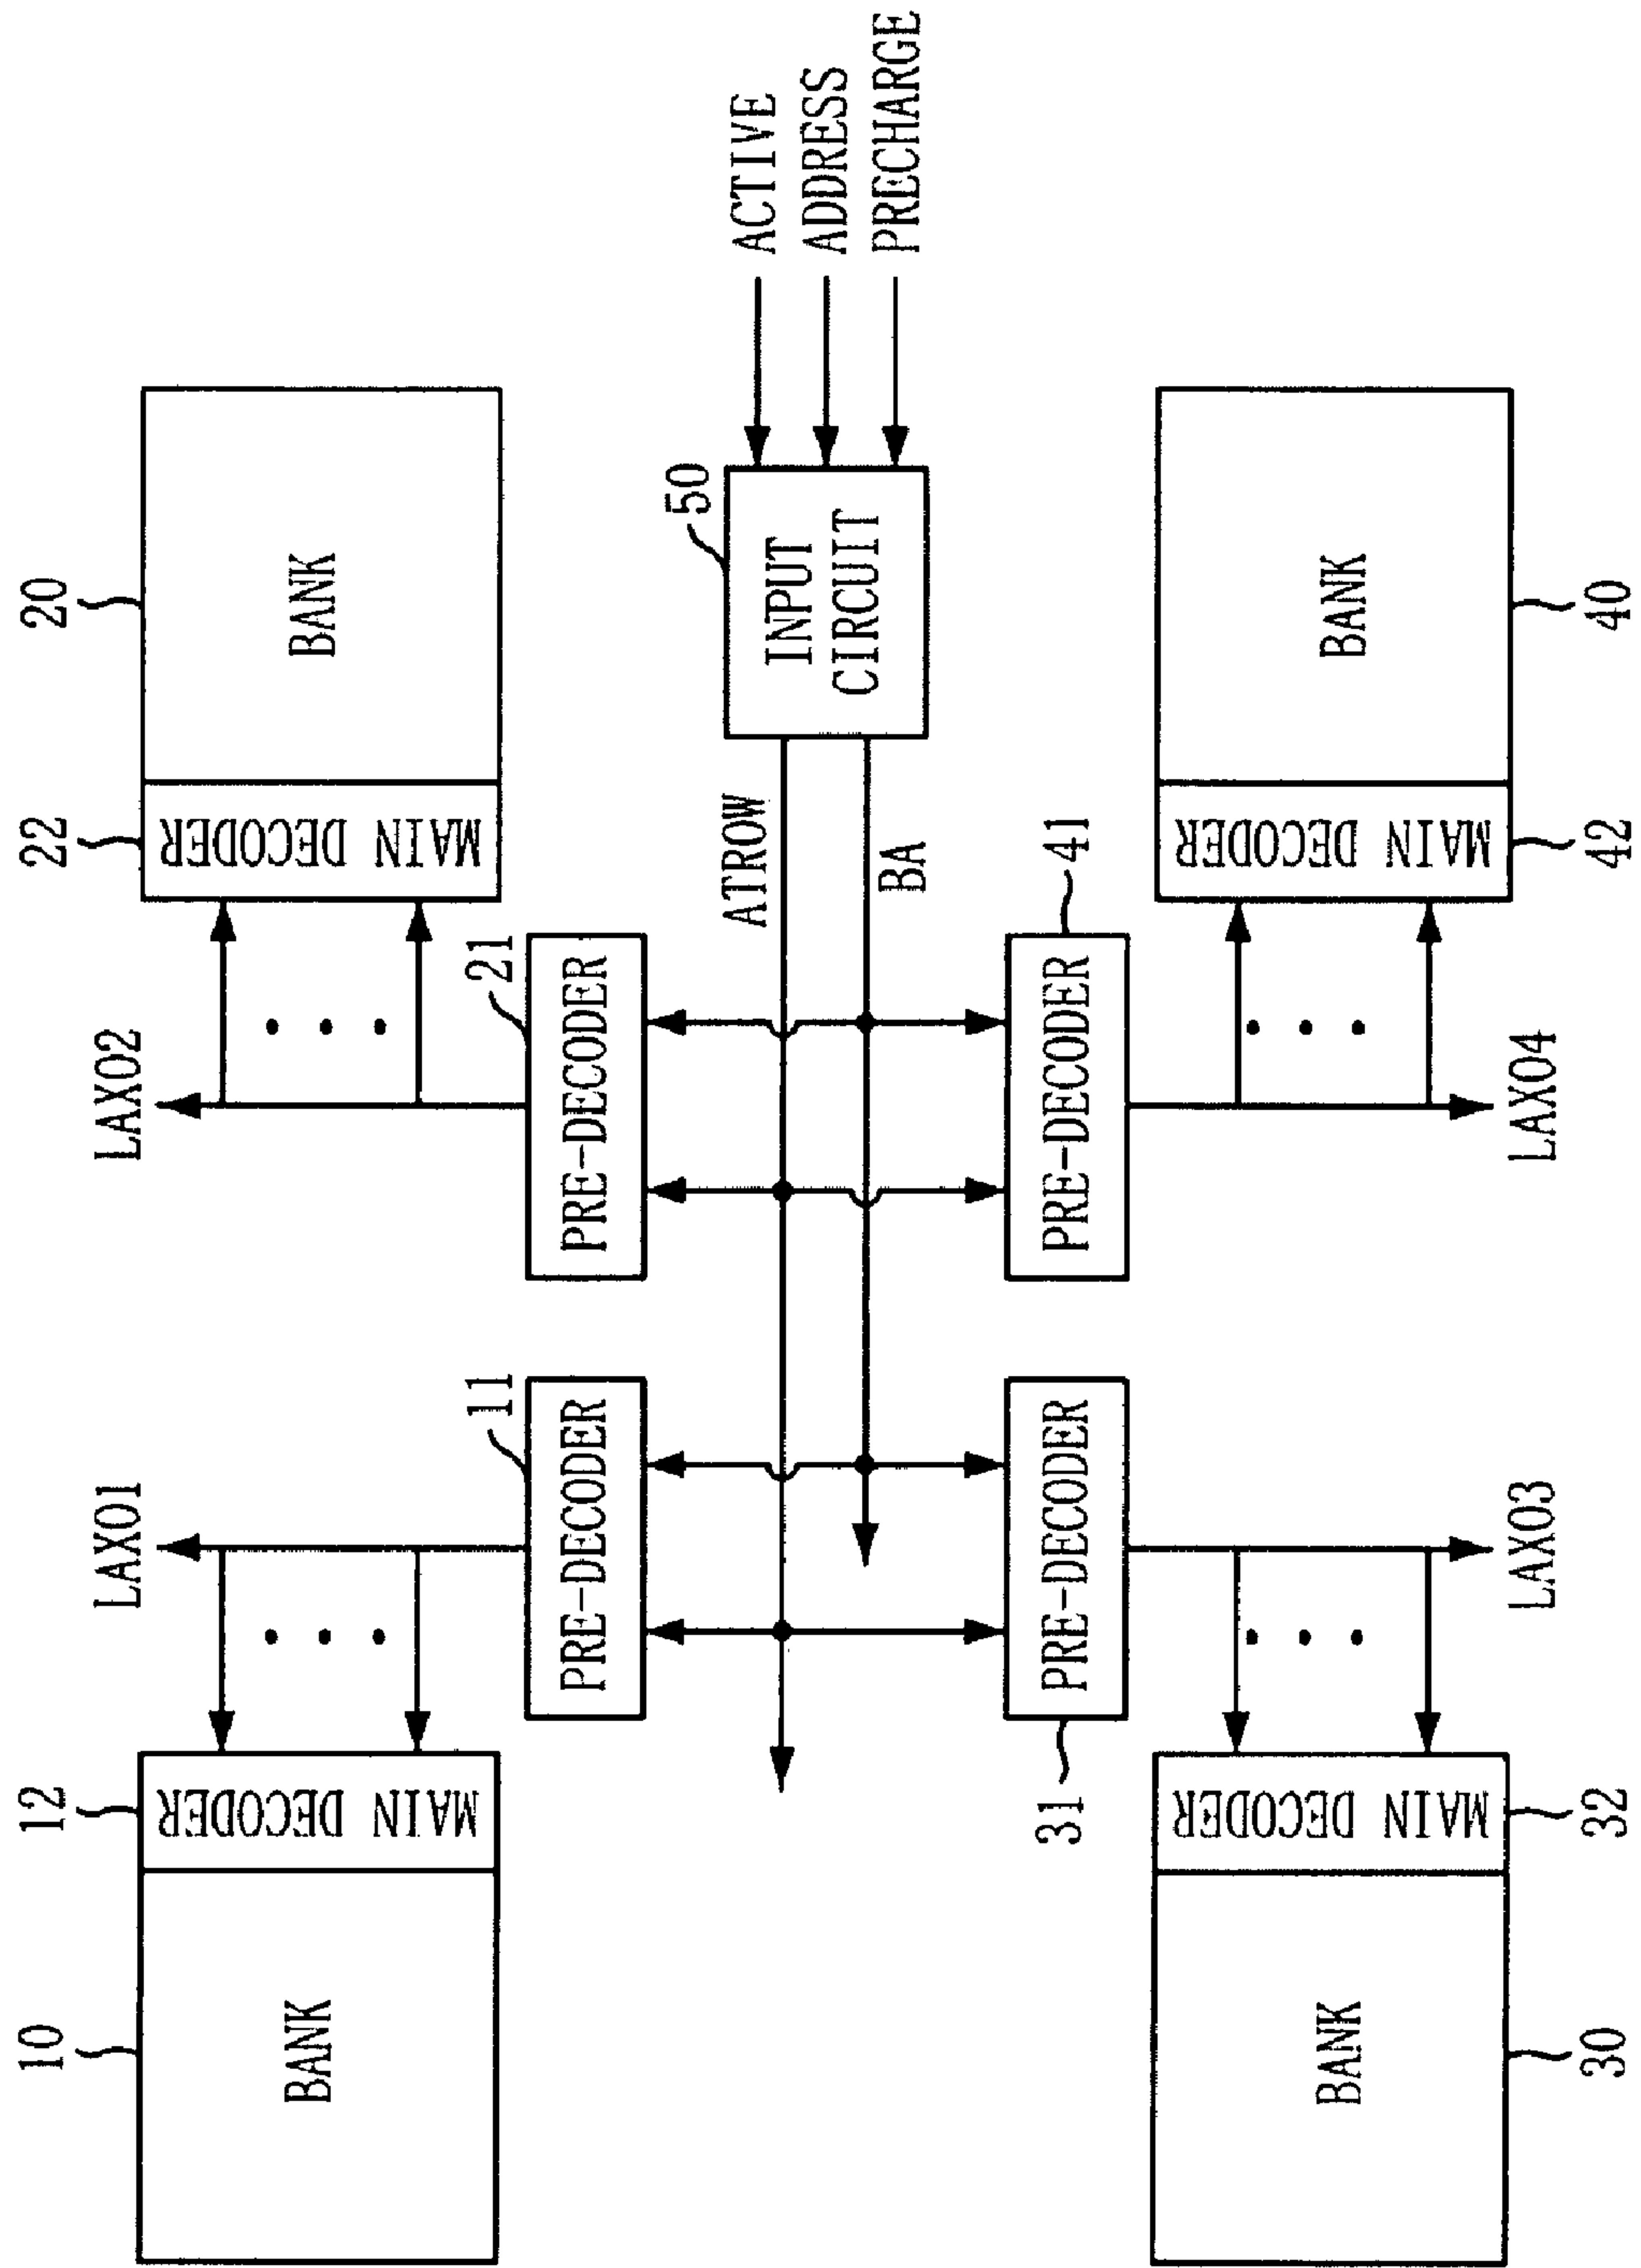 10
BANK
12
MAIN DECODER
LAX01
11
PRE-DECODER
LAX02
21
PRE-DECODER
22
MAIN DECODER
20
BANK
ATROW
BA
50
INPUT
CIRCUIT
ACTIVE
ADDRESS
PRECHARGE
30
BANK
32
MAIN DECODER
31
PRE-DECODER
LAX03
41
PRE-DECODER
LAX04
42
MAIN DECODER
40
BANK